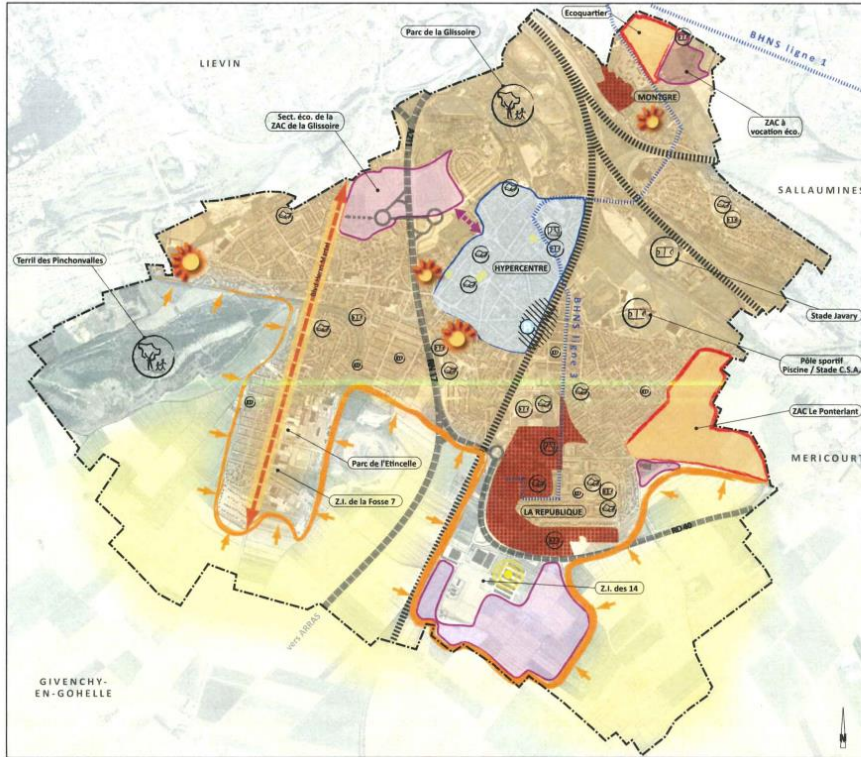 Ecoquartier
BHNS ligne 1
Parc de la Glissoire
LIEVIN
MONTGRE
ZAC à
vocation éco.
Sect. éco. de la
ZAC de la Glissoire
A21
SALLAUMINES
Terril des Pinchonvalles
HYPERCENTRE
BHNS ligne 3
Stade Javary
RN 17
Pôle sportif
Piscine / Stade C.S.A.
ZAC Le Ponterlant
Parc de l'Etincelle
MERICOURT
Z.I. de la Fosse 7
LA REPUBLIQUE
RD 40
Z.I. des 14
vers ARRAS
GIVENCHY-
EN-GOHELLE
N